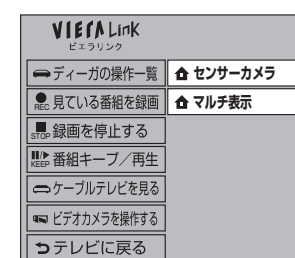 VIERA Link
ビエラリンク
ディーガの操作一覧
センサーカメラ
REC 見ている番組を録画
マルチ表示
STOP 録画を停止する
KEEP 番組キープ／再生
ケーブルテレビを見る
ビデオカメラを操作する
テレビに戻る